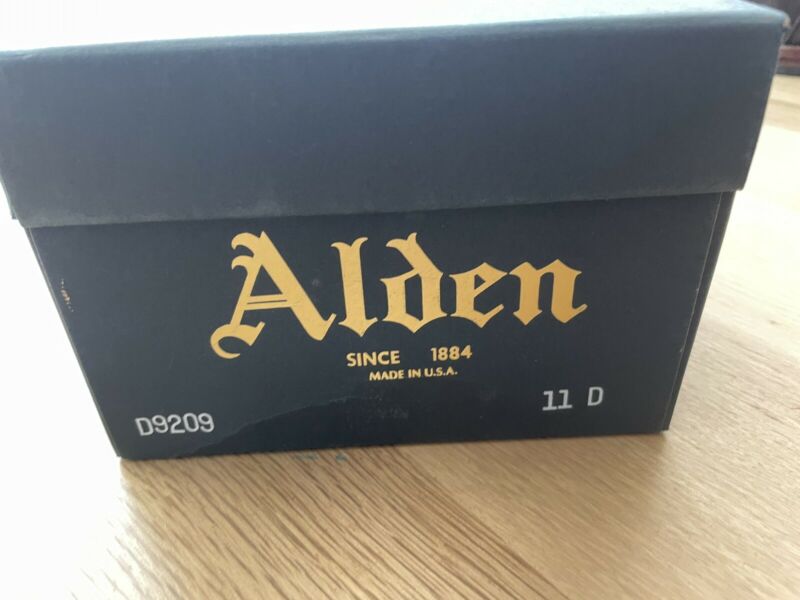 Alden
SINCE 1884
MADE IN U.S.A.
D9209
11 D